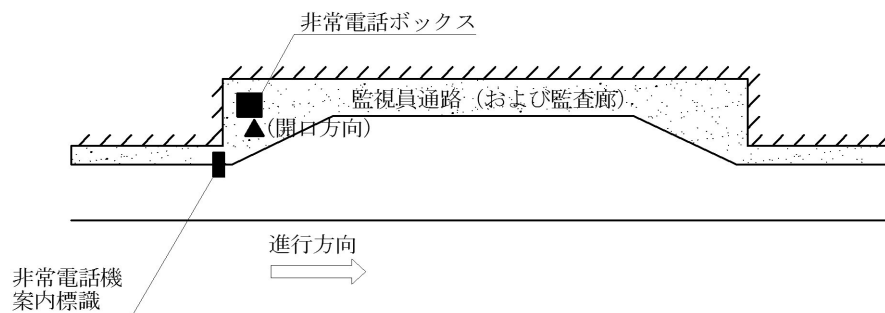 非常電話ボックス
監視員通路（および監査廊）
(開口方向)
進行方向
非常電話機
案内標識